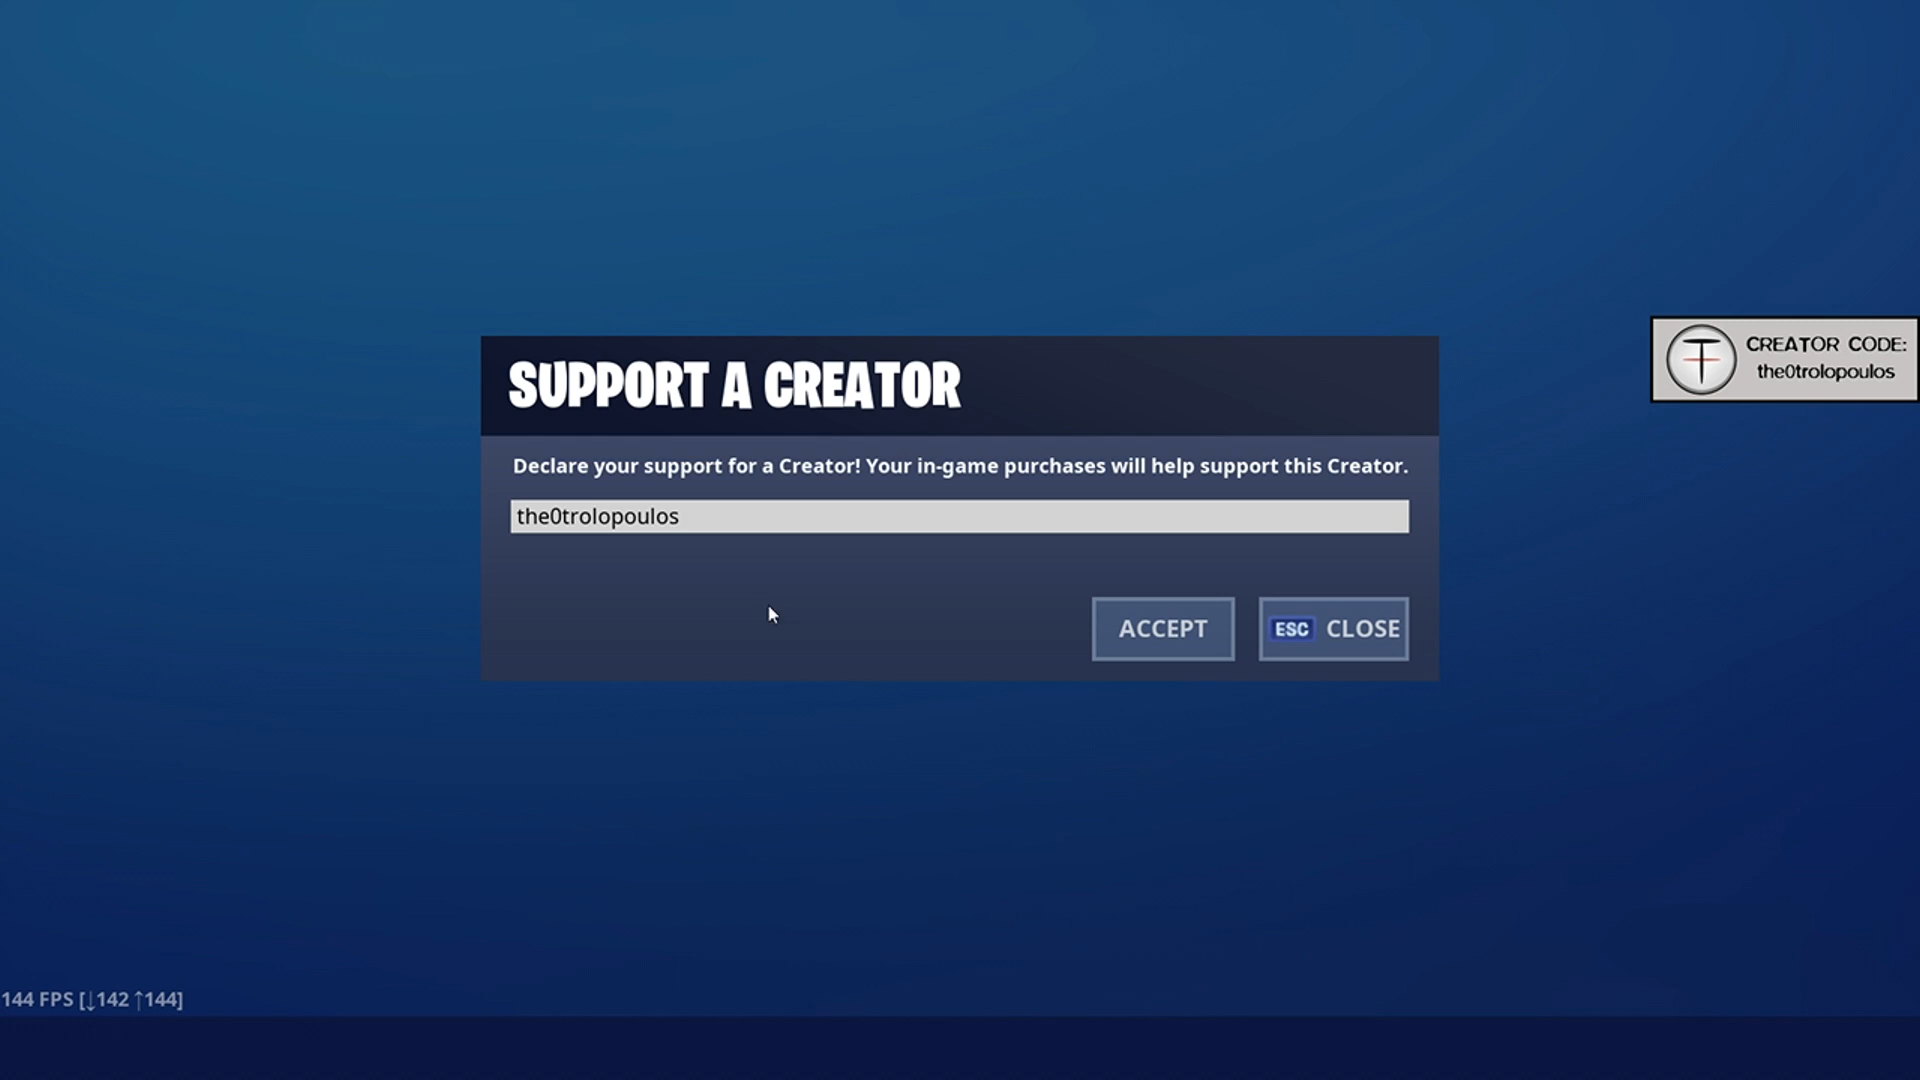 CREATOR CODE:
the0trolopoulos
SUPPORT A CREATOR
Declare your support for a Creator! Your in-game purchases will help support this Creator.
the0trolopoulos
ACCEPT
ESC CLOSE
144 FPS [↓142 ↑144]